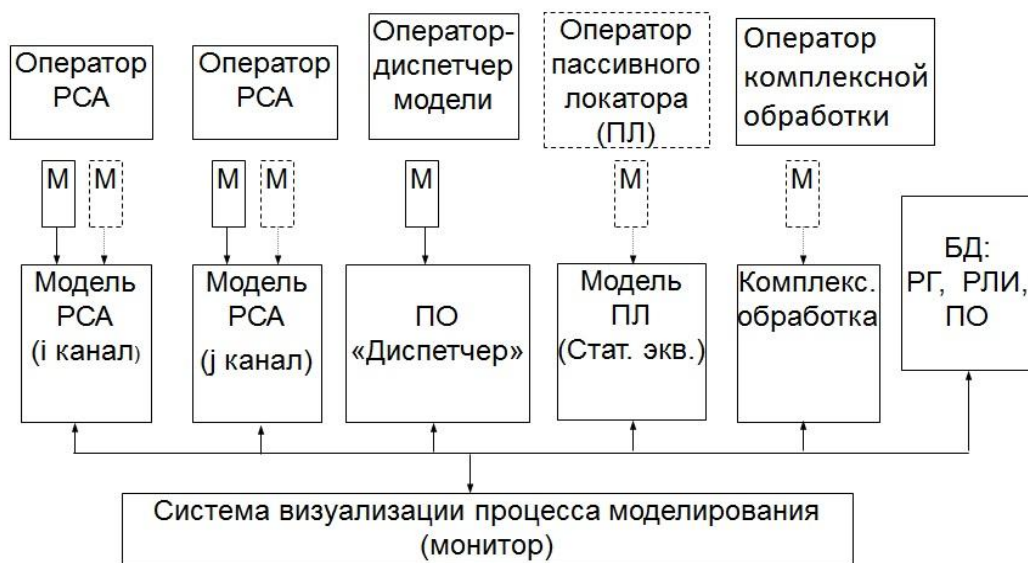 Оператор
РСА
Оператор
РСА
Оператор-
диспетчер
модели
Оператор
пассивного
локатора
(ПЛ)
Оператор
комплексной
обработки
М
М
М
М
М
М
М
Модель
РСА
(i канал)
Модель
РСА
(j канал)
ПО
«Диспетчер»
Модель
ПЛ
(Стат. экв.)
Комплекс.
обработка
БД:
РГ, РЛИ,
ПО
Система визуализации процесса моделирования
(монитор)